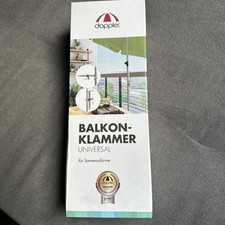 doppler
BALKON-
KLAMMER
UNIVERSAL
für Sonnenschirme